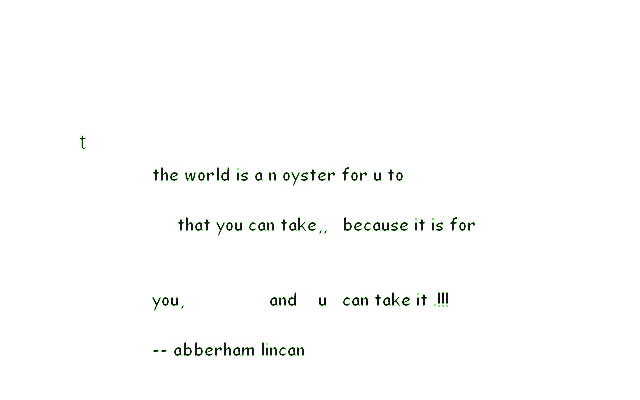 t
the world is a n oyster for u to
that you can take,, because it is for
you, and u can take it .!!!
-- abberham lincan